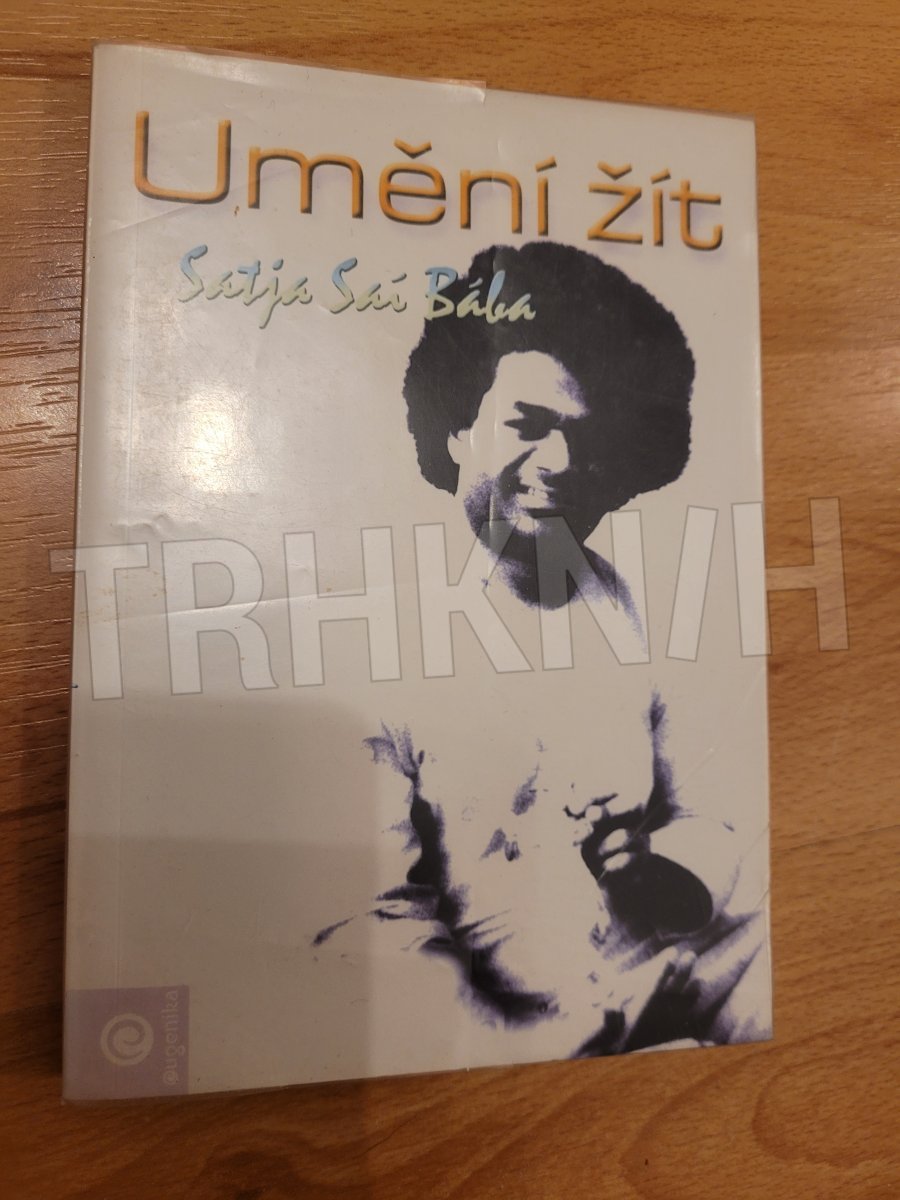 Umění žít
Satja Saí Bába
TRHKNIH
eugenika